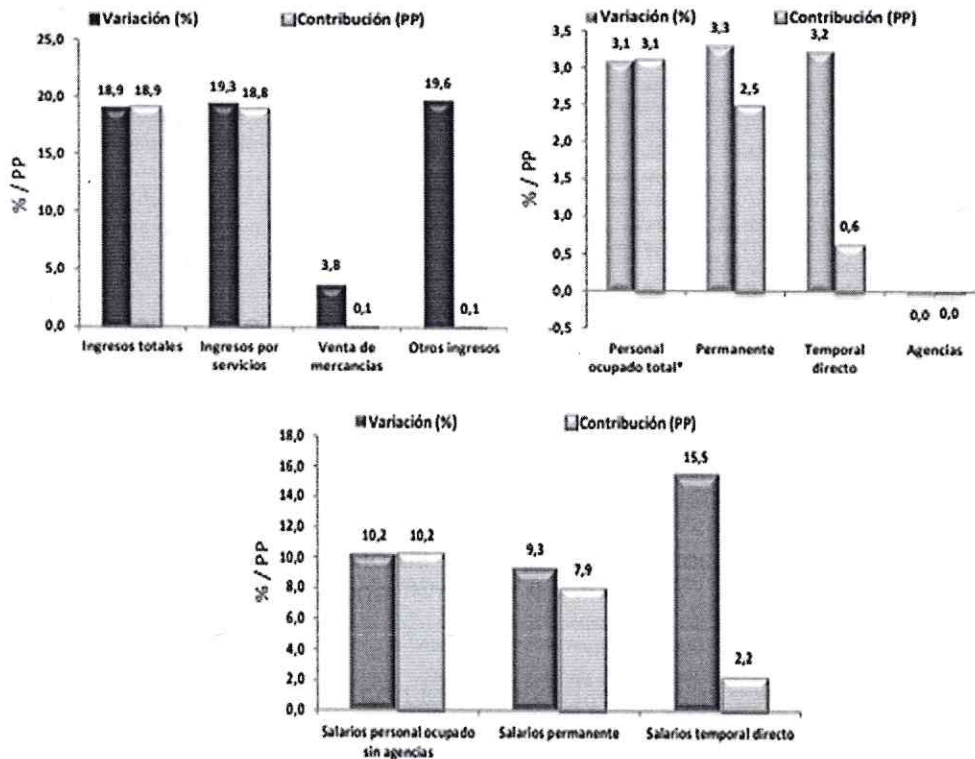 Variación (%) Contribución (PP)
25,0
20,0
15,0
10,0
5,0
0,0
% / PP
18,9 18,9 19,3 18,8 3,8 0,1 19,6 0,1
Ingresos totales Ingresos por Venta de Otros ingresos
servicios mercancias
Variación (%) Contribución (PP)
3,5
3,0
2,5
2,0
1,5
1,0
0,5
0,0
-0,5
% / PP
3,1 3,1 3,3 2,5 3,2 0,6 0,0 0,0
Personal Permanente Temporal Agencias
ocupado total* directo
Variación (%) Contribución (PP)
18,0
16,0
14,0
12,0
10,0
8,0
6,0
4,0
2,0
0,0
% / PP
10,2 10,2 9,3 7,9 15,5 2,2
Salarios personal ocupado Salarios permanente Salarios temporal directo
sin agencias